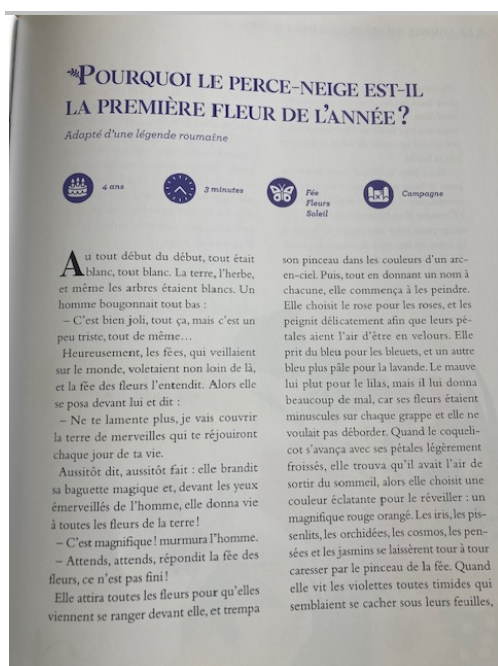 POURQUOI LE PERCE-NEIGE EST-IL
LA PREMIÈRE FLEUR DE L'ANNÉE ?
Adapté d'une légende roumaine
4 ans
3 minutes
Fée
Fleurs
Soleil
Campagne
Au tout début du début, tout était
blanc, tout blanc. La terre, l'herbe,
et même les arbres étaient blancs. Un
homme bougonnait tout bas :
– C'est bien joli, tout ça, mais c'est un
peu triste, tout de même…
Heureusement, les fées, qui veillaient
sur le monde, voletaient non loin de là,
et la fée des fleurs l'entendit. Alors elle
se posa devant lui et dit :
– Ne te lamente plus, je vais couvrir
la terre de merveilles qui te réjouiront
chaque jour de ta vie.
Aussitôt dit, aussitôt fait : elle brandit
sa baguette magique et, devant les yeux
émerveillés de l'homme, elle donna vie
à toutes les fleurs de la terre !
– C'est magnifique ! murmura l'homme.
– Attends, attends, répondit la fée des
fleurs, ce n'est pas fini !
Elle attira toutes les fleurs pour qu'elles
viennent se ranger devant elle, et trempa
son pinceau dans les couleurs d'un arc-
en-ciel. Puis, tout en donnant un nom à
chacune, elle commença à les peindre.
Elle choisit le rose pour les roses, et les
peignit délicatement afin que leurs pé-
tales aient l'air d'être en velours. Elle
prit du bleu pour les bleuets, et un autre
bleu plus pâle pour la lavande. Le mauve
lui plut pour le lilas, mais il lui donna
beaucoup de mal, car ses fleurs étaient
minuscules sur chaque grappe et elle ne
voulait pas déborder. Quand le coqueli-
cot s'avança avec ses pétales légèrement
froissés, elle trouva qu'il avait l'air de
sortir du sommeil, alors elle choisit une
couleur éclatante pour le réveiller : un
magnifique rouge orangé. Les iris, les pis-
senlits, les orchidées, les cosmos, les pen-
sées et les jasmins se laissèrent tour à tour
caresser par le pinceau de la fée. Quand
elle vit les violettes toutes timides qui
semblaient se cacher sous leurs feuilles,